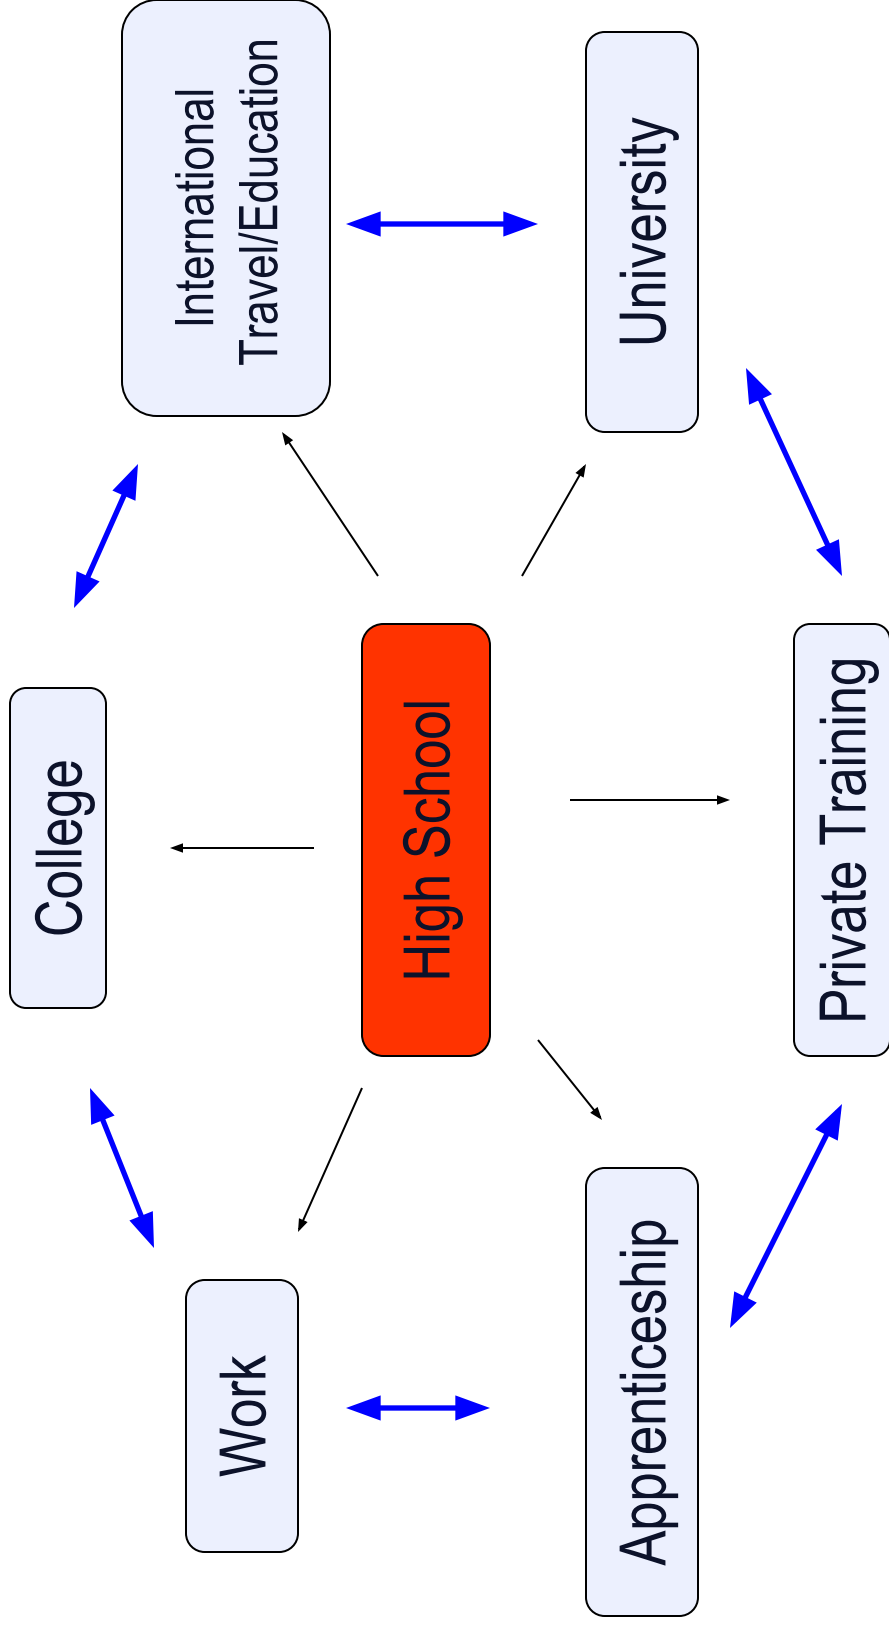 International
Travel/Education
University
College
High School
Private Training
Work
Apprenticeship